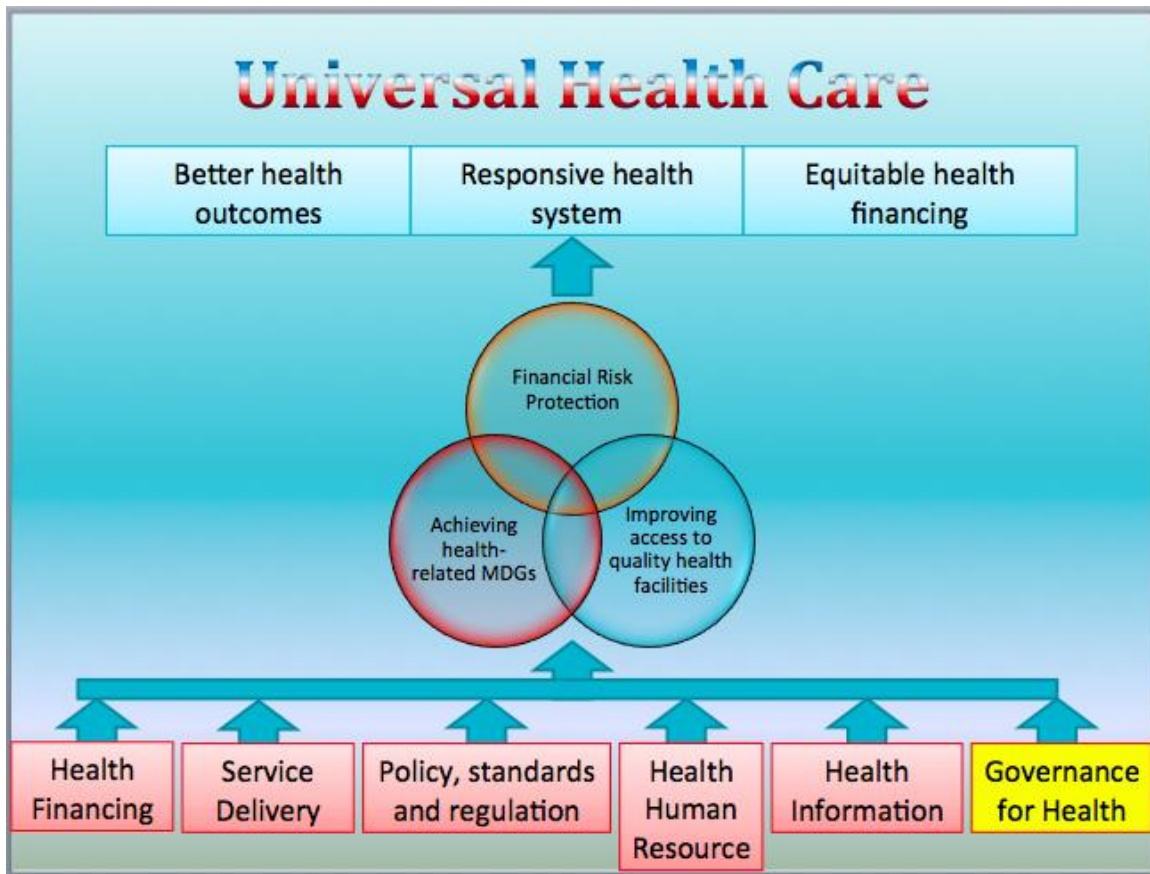 Universal Health Care
Better health
outcomes
Responsive health
system
Equitable health
financing
Financial Risk
Protection
Achieving
health-
related MDGs
Improving
access to
quality health
facilities
Health
Financing
Service
Delivery
Policy, standards
and regulation
Health
Human
Resource
Health
Information
Governance
for Health